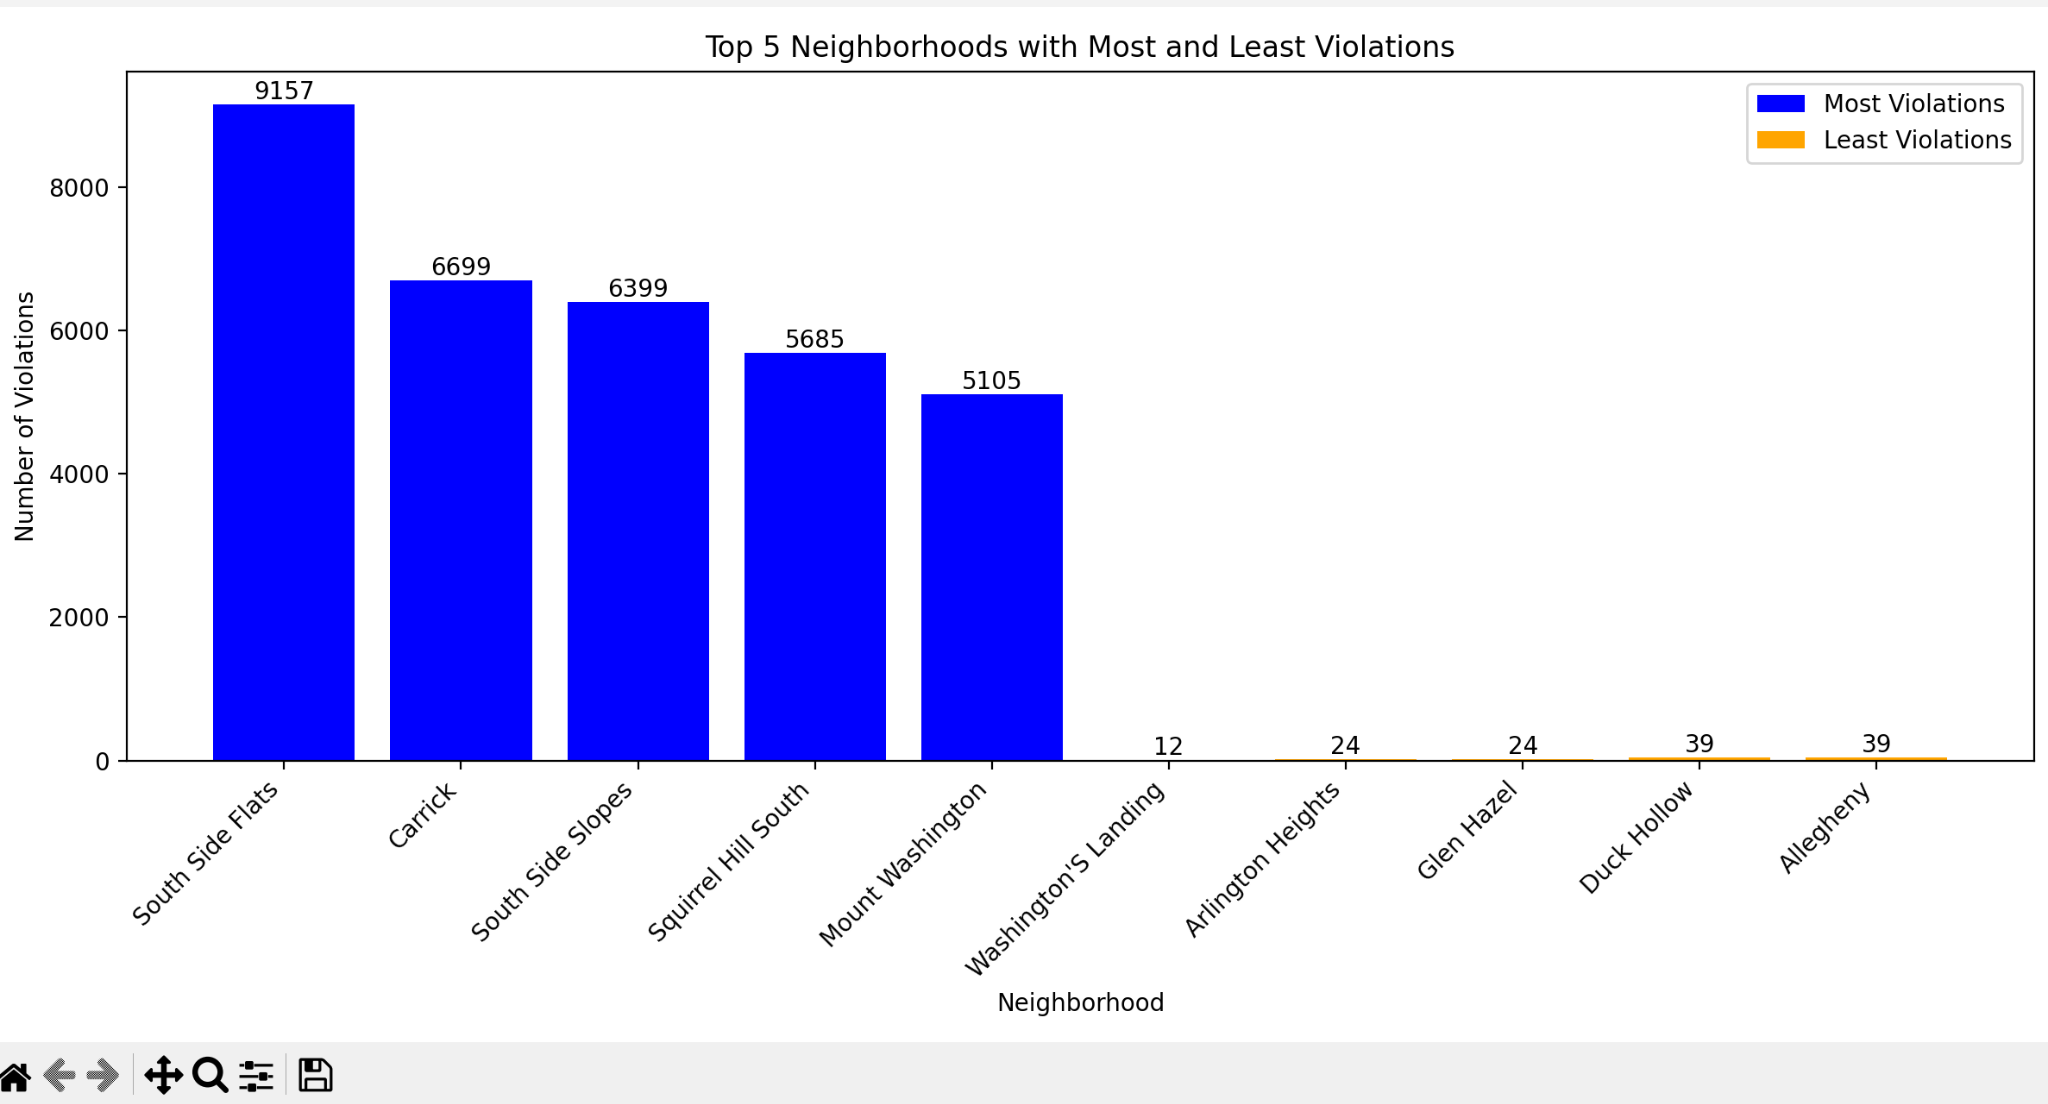 Top 5 Neighborhoods with Most and Least Violations
Most Violations
Least Violations
Number of Violations
8000
6000
4000
2000
0
9157
6699
6399
5685
5105
12
24
24
39
39
South Side Flats
Carrick
South Side Slopes
Squirrel Hill South
Mount Washington
Washington'S Landing
Arlington Heights
Glen Hazel
Duck Hollow
Allegheny
Neighborhood